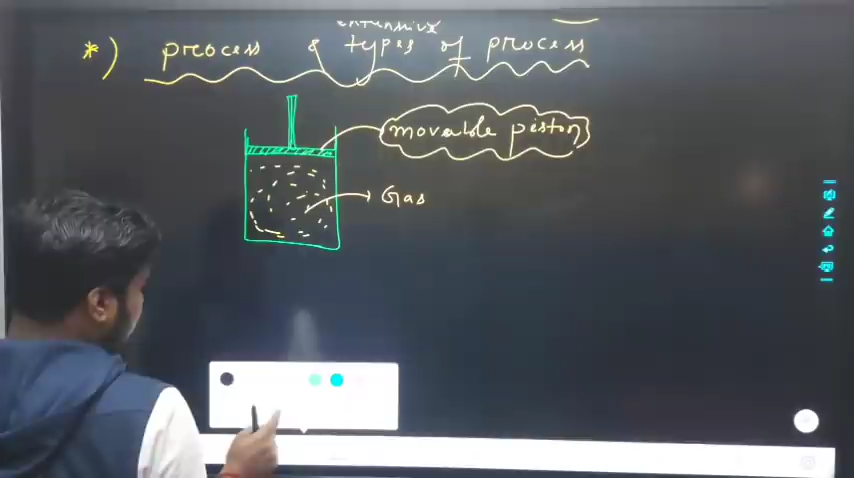 extensive
*) process & types of process
movable piston
Gas